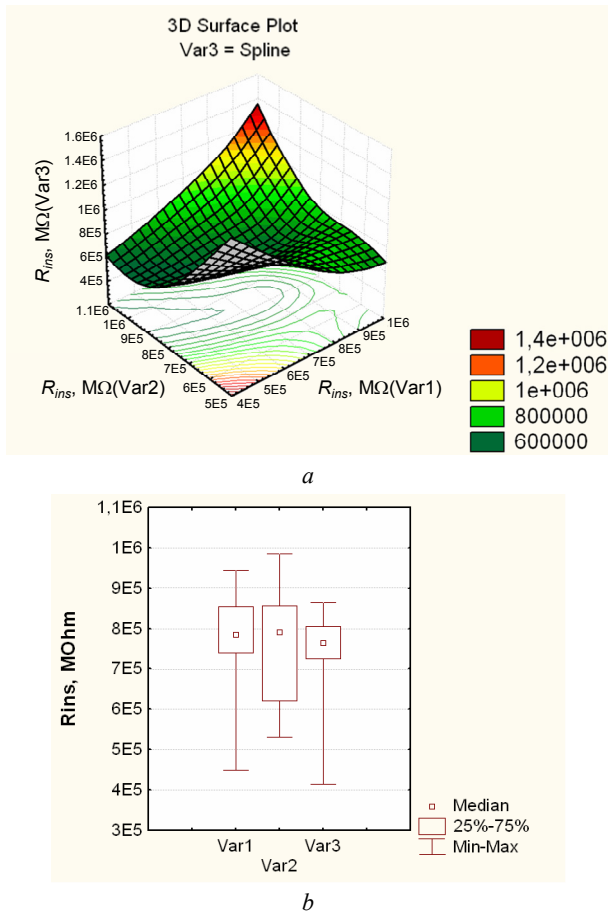 3D Surface Plot
Var3 = Spline
R_ins, MΩ(Var3)
1.6E6
1.4E6
1.2E6
1E6
8E5
6E5
4E5
1.1E6
1E6
9E5
8E5
7E5
6E5
5E5
R_ins, MΩ(Var2)
4E5
5E5
6E5
7E5
8E5
9E5
1E6
R_ins, MΩ(Var1)
1,4e+006
1,2e+006
1e+006
800000
600000
a
Rins, MOhm
1,1E6
1E6
9E5
8E5
7E5
6E5
5E5
4E5
3E5
Var1
Var2
Var3
Median
25%-75%
Min-Max
b